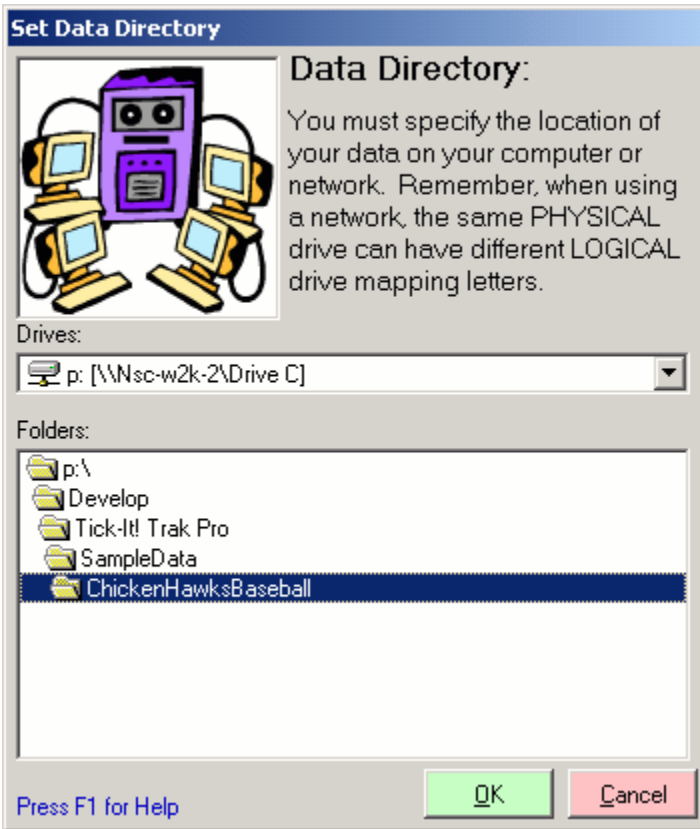 Set Data Directory
Data Directory:
You must specify the location of
your data on your computer or
network. Remember, when using
a network, the same PHYSICAL
drive can have different LOGICAL
drive mapping letters.
Drives:
p: [\\Nsc-w2k-2\Drive C]
Folders:
p:\
Develop
Tick-It! Trak Pro
SampleData
ChickenHawksBaseball
Press F1 for Help
OK
Cancel